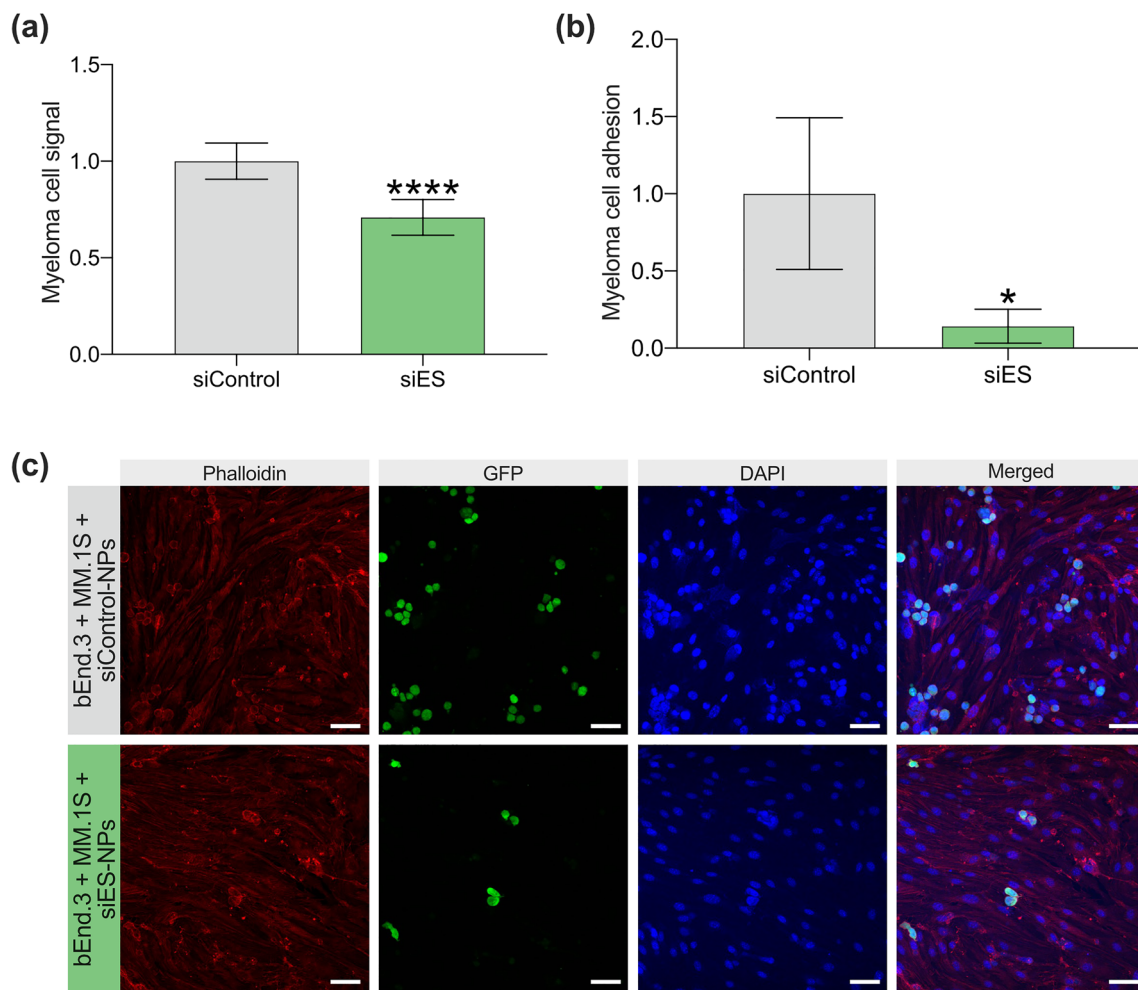 (a)
Myeloma cell signal
1.5
1.0
0.5
0.0
****
siControl
siES
(b)
Myeloma cell adhesion
2.0
1.5
1.0
0.5
0.0
*
siControl
siES
(c)
Phalloidin
GFP
DAPI
Merged
bEnd.3 + MM.1S +
siControl-NPs
bEnd.3 + MM.1S +
siES-NPs